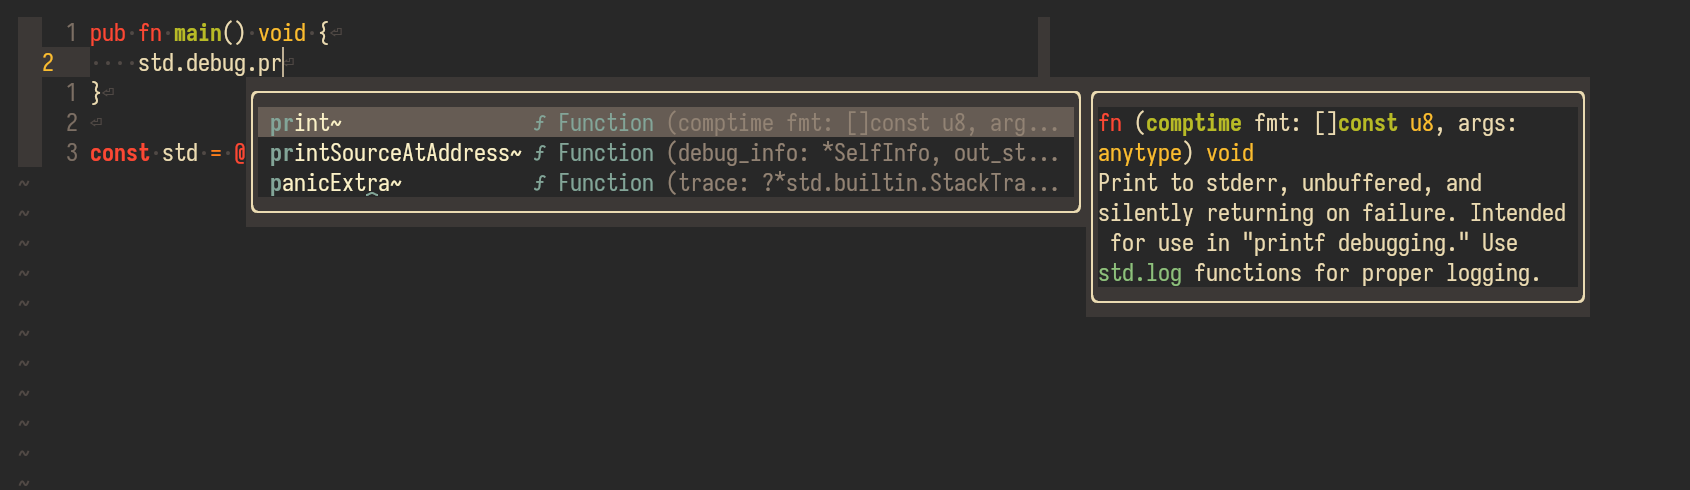 1 pub fn main() void {
2 std.debug.pr
1 }
2
3 const std = @
print~ ƒ Function (comptime fmt: []const u8, arg...
printSourceAtAddress~ ƒ Function (debug_info: *SelfInfo, out_st...
panicExtra~ ƒ Function (trace: ?*std.builtin.StackTra...
fn (comptime fmt: []const u8, args:
anytype) void
Print to stderr, unbuffered, and
silently returning on failure. Intended
for use in "printf debugging." Use
std.log functions for proper logging.
~
~
~
~
~
~
~
~
~
~
~